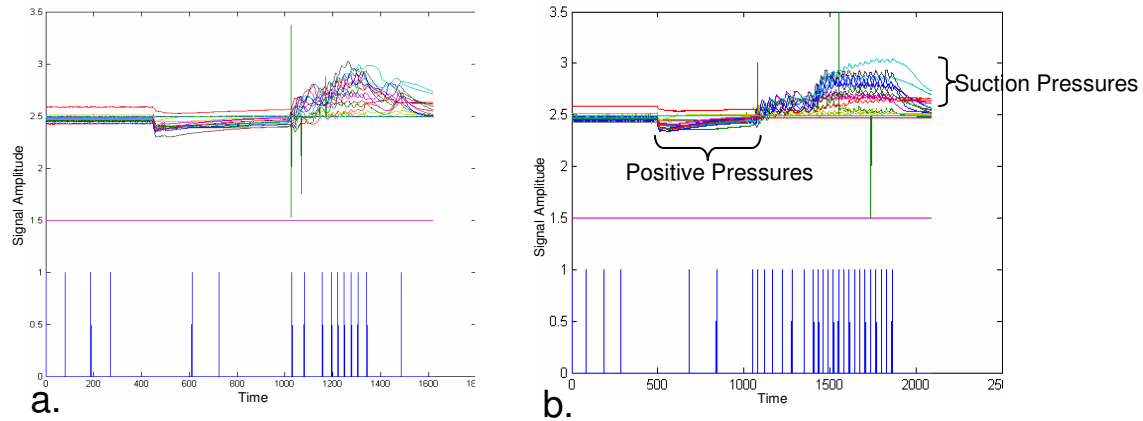 3.5
3
2.5
2
1.5
1
0.5
0
Signal Amplitude
0 200 400 600 800 1000 1200 1400 1600
Time
a.
3.5
3
2.5
2
1.5
1
0.5
0
Signal Amplitude
Suction Pressures
Positive Pressures
0 500 1000 1500 2000 25
Time
b.